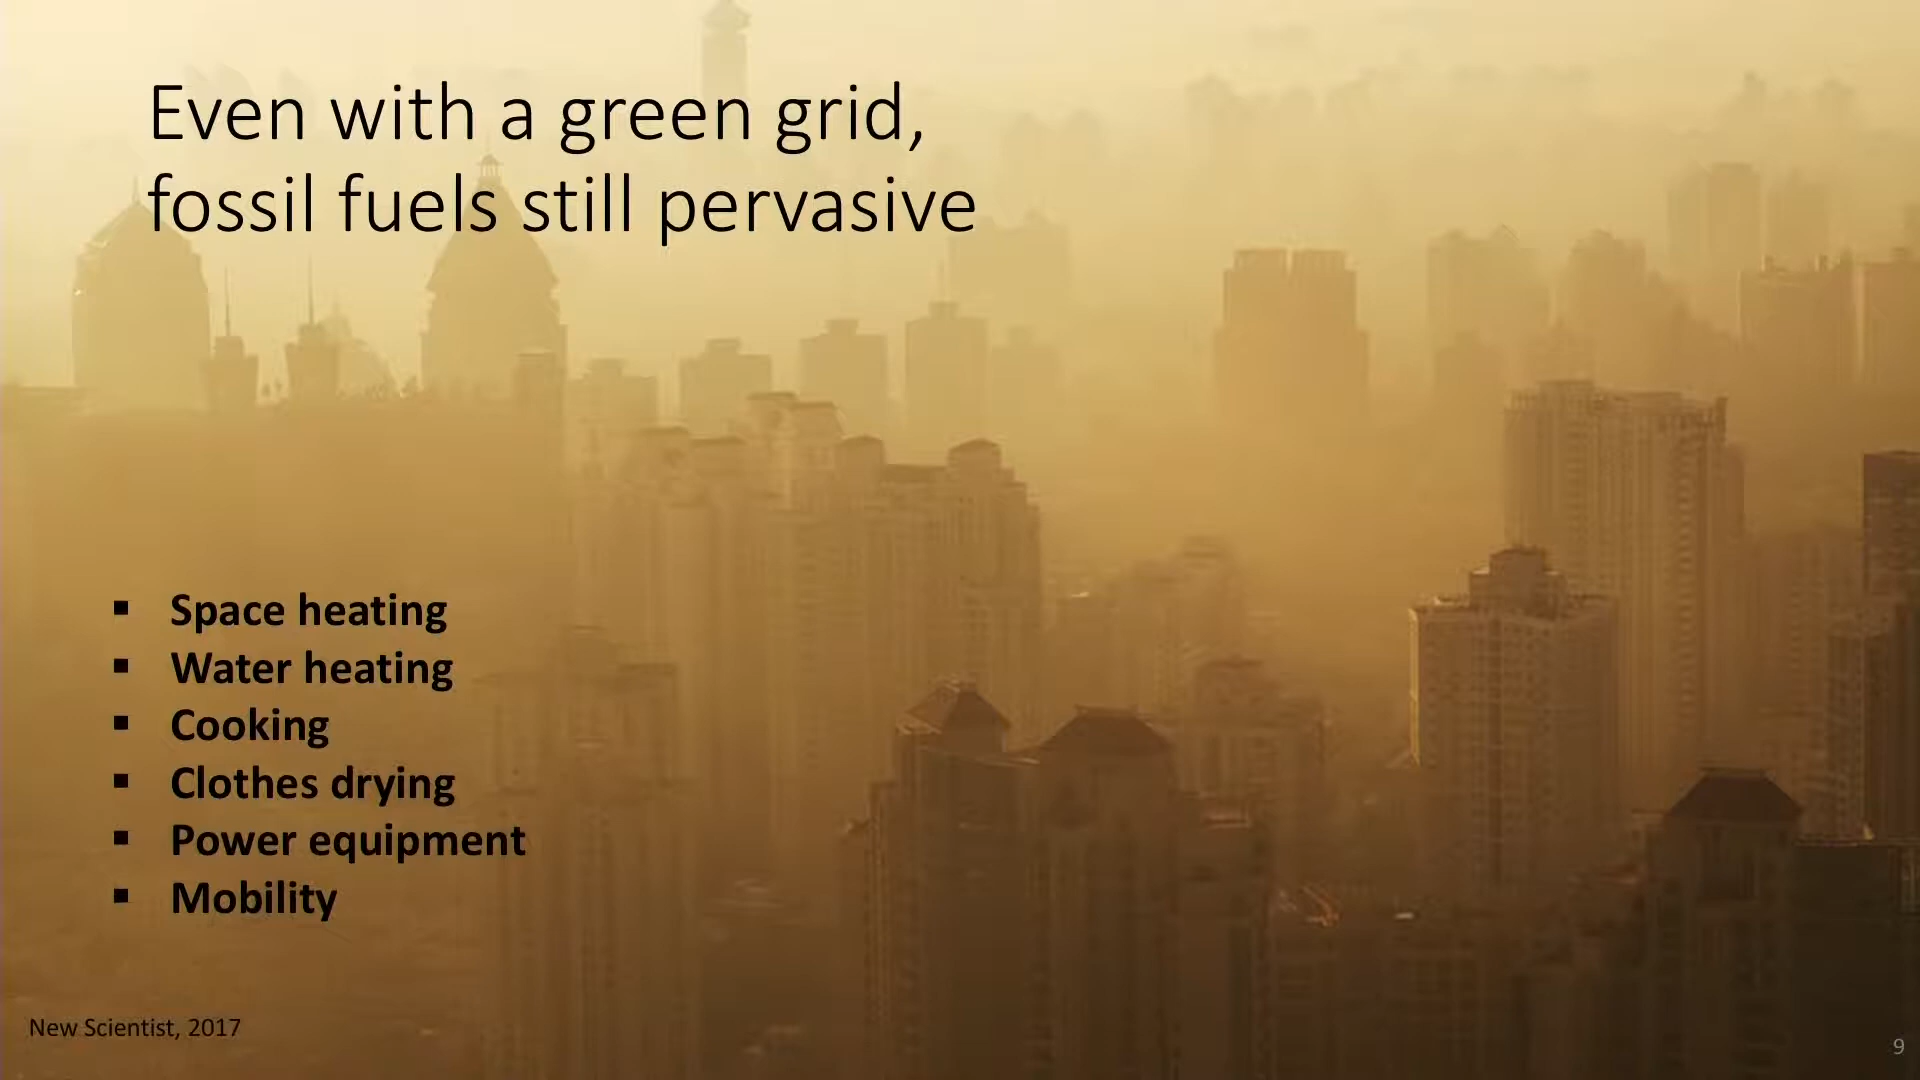 Even with a green grid,
fossil fuels still pervasive
▪ Space heating
▪ Water heating
▪ Cooking
▪ Clothes drying
▪ Power equipment
▪ Mobility
New Scientist, 2017
9